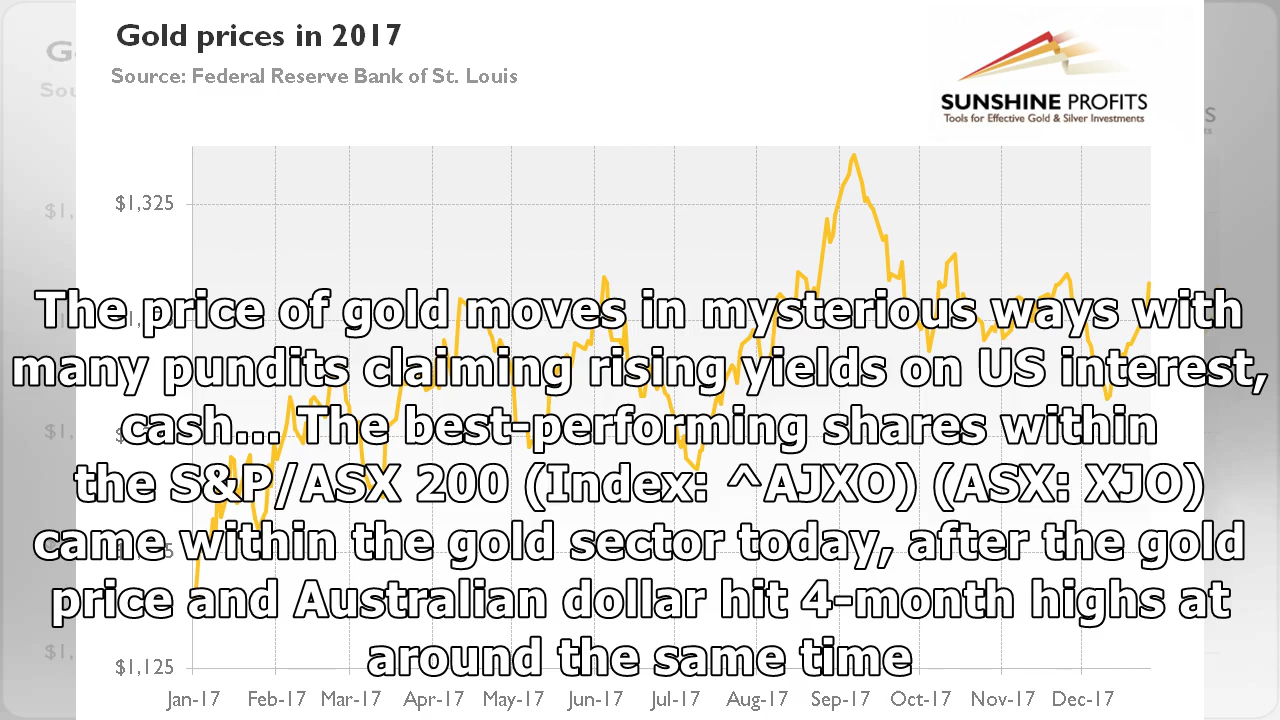 Gold prices in 2017
Source: Federal Reserve Bank of St. Louis
SUNSHINE PROFITS
Tools for Effective Gold & Silver Investments
$1,325
The price of gold moves in mysterious ways with
many pundits claiming rising yields on US interest,
cash... The best-performing shares within
the S&P/ASX 200 (Index: ^AJXO) (ASX: XJO)
came within the gold sector today, after the gold
price and Australian dollar hit 4-month highs at
around the same time
$1,125
Jan-17 Feb-17 Mar-17 Apr-17 May-17 Jun-17 Jul-17 Aug-17 Sep-17 Oct-17 Nov-17 Dec-17